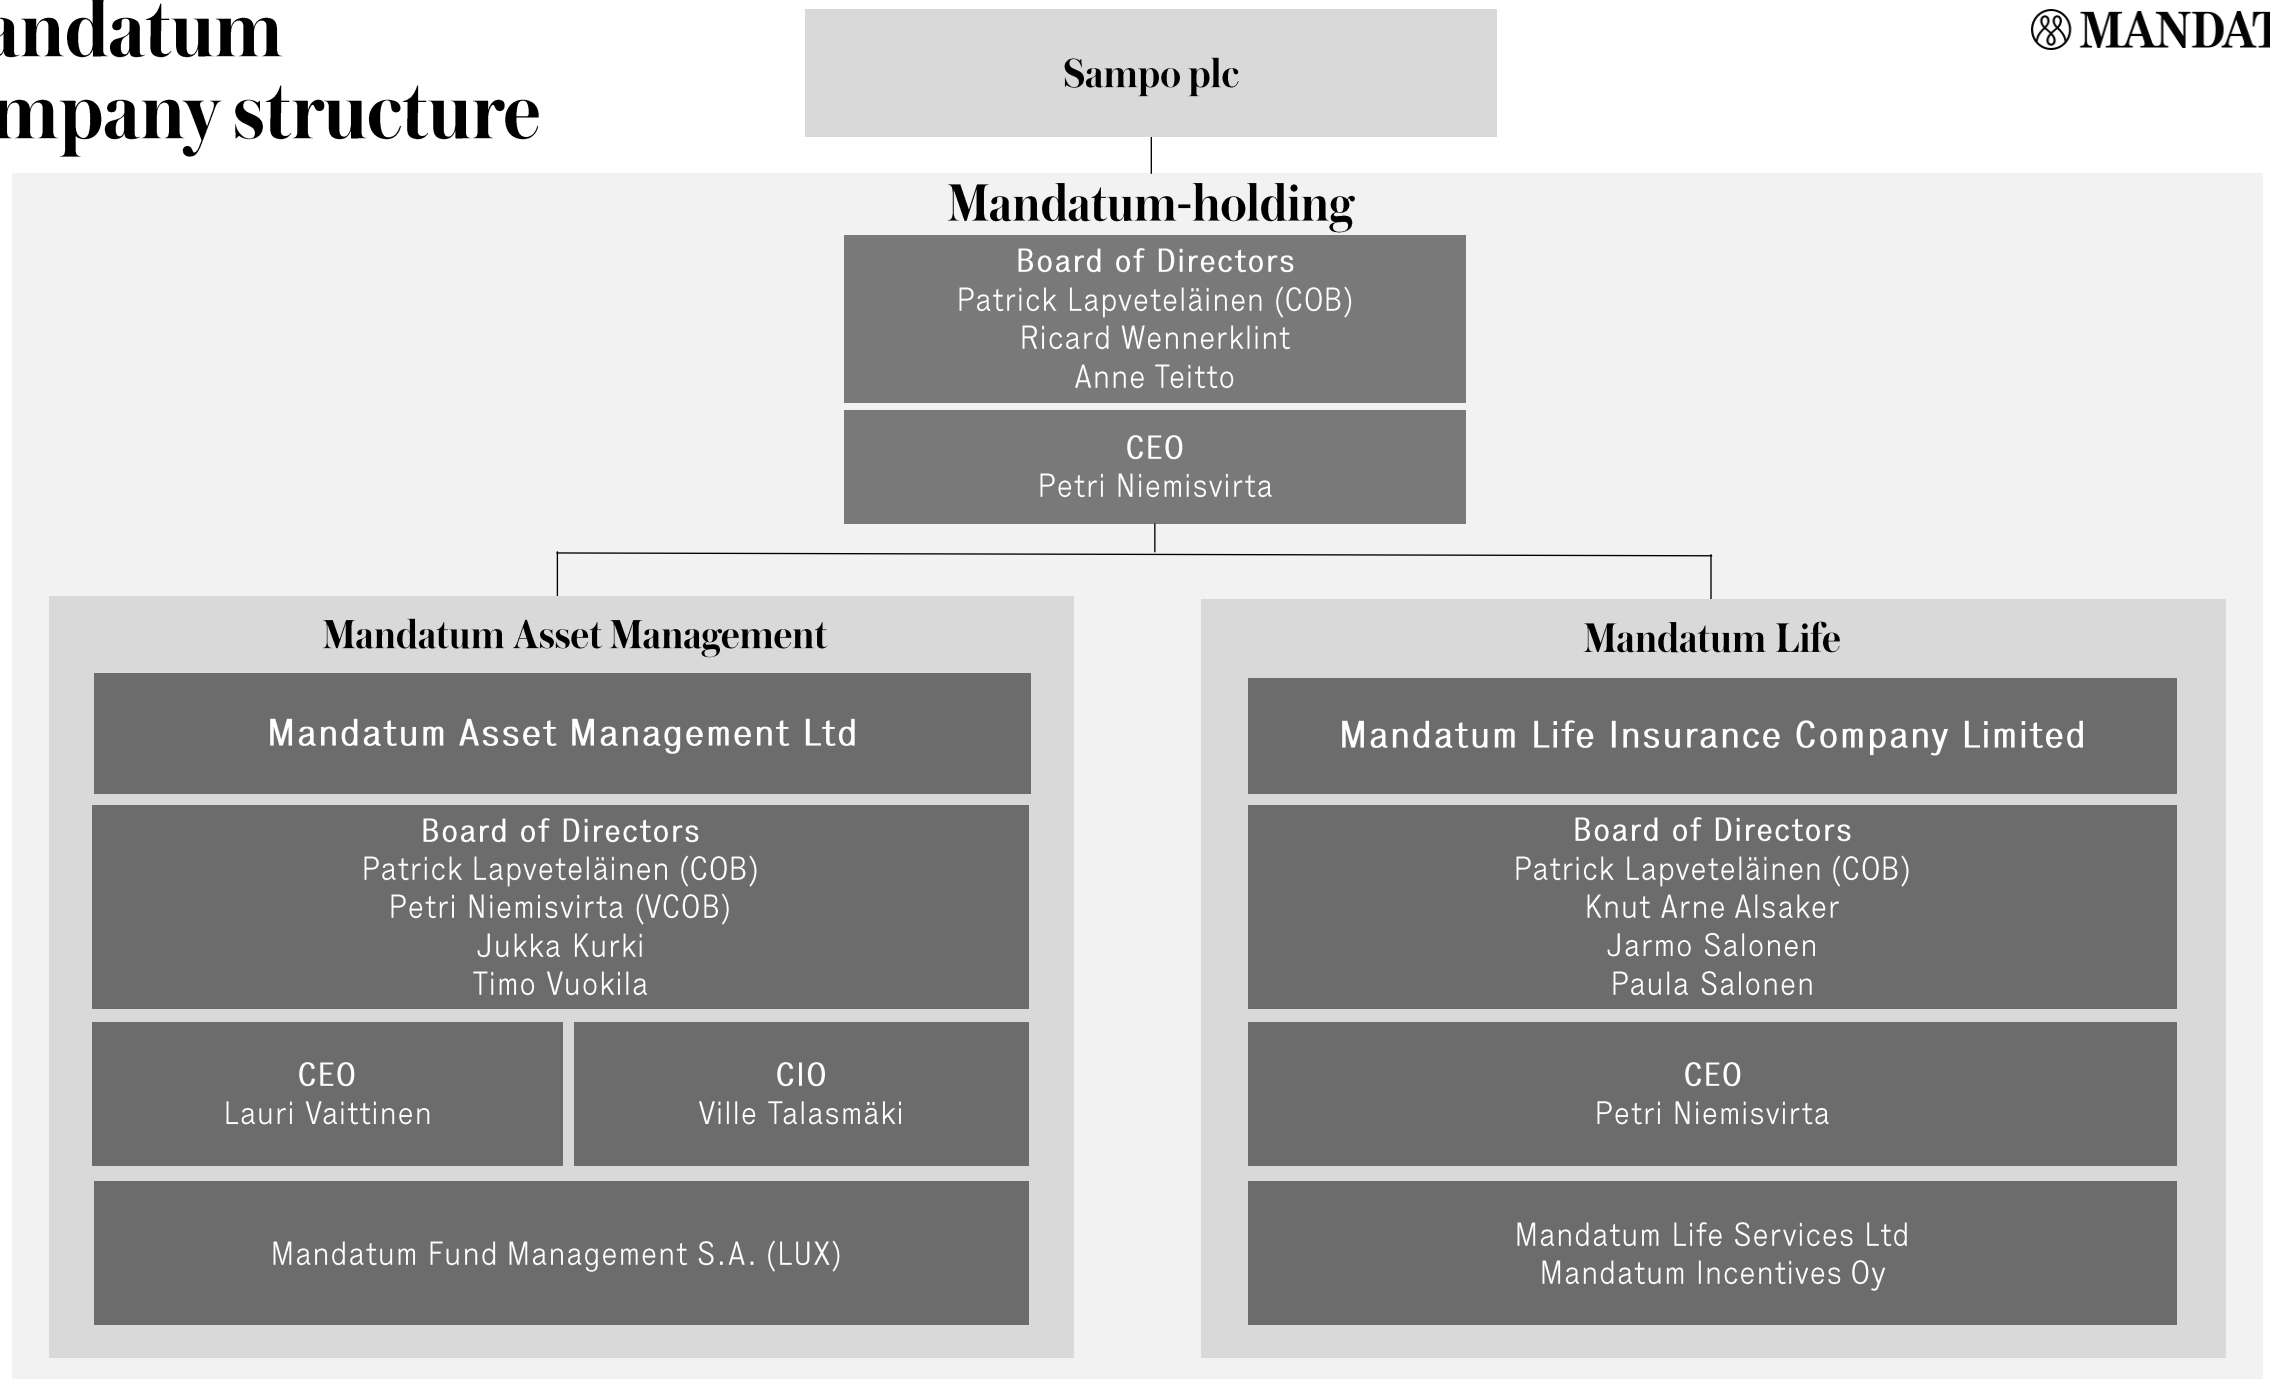 andatum
mpany structure
MANDAT
Sampo plc
Mandatum-holding
Board of Directors
Patrick Lapveteläinen (COB)
Ricard Wennerklint
Anne Teitto
CEO
Petri Niemisvirta
Mandatum Asset Management
Mandatum Asset Management Ltd
Board of Directors
Patrick Lapveteläinen (COB)
Petri Niemisvirta (VCOB)
Jukka Kurki
Timo Vuokila
CEO
Lauri Vaittinen
CIO
Ville Talasmäki
Mandatum Fund Management S.A. (LUX)
Mandatum Life
Mandatum Life Insurance Company Limited
Board of Directors
Patrick Lapveteläinen (COB)
Knut Arne Alsaker
Jarmo Salonen
Paula Salonen
CEO
Petri Niemisvirta
Mandatum Life Services Ltd
Mandatum Incentives Oy